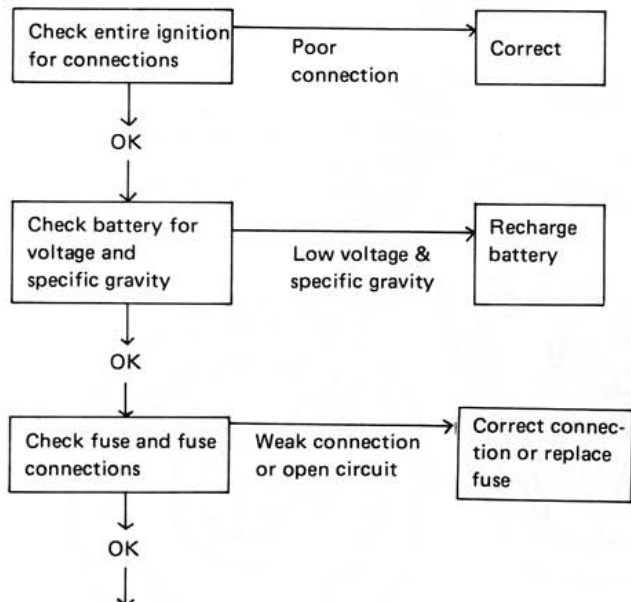 Check entire ignition
for connections
Poor
connection
Correct
OK
Check battery for
voltage and
specific gravity
Low voltage &
specific gravity
Recharge
battery
OK
Check fuse and fuse
connections
Weak connection
or open circuit
Correct connec-
tion or replace
fuse
OK